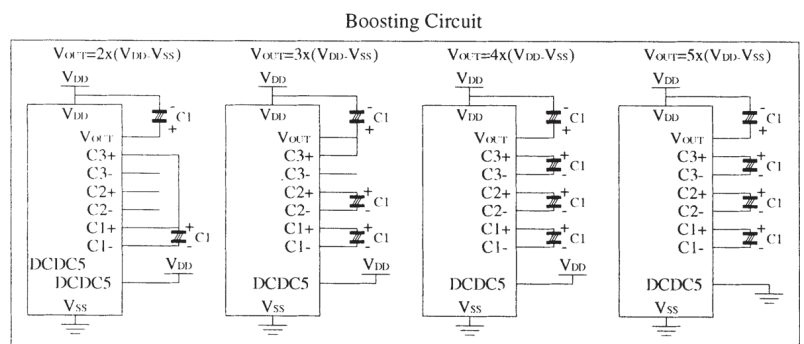 Boosting Circuit
VOUT=2x(VDD-VSS)
VDD
VDD
- C1
+
VOUT
C3+
C3-
C2+
C2-
C1+
C1-
+
C1
-
DCDC5
DCDC5
VDD
VSS
VOUT=3x(VDD-VSS)
VDD
VDD
- C1
+
VOUT
C3+
C3-
C2+
+
C1
-
C2-
C1+
+
C1
-
C1-
DCDC5
VDD
VSS
VOUT=4x(VDD-VSS)
VDD
VDD
- C1
+
VOUT
C3+
+
C1
-
C3-
C2+
+
C1
-
C2-
C1+
+
C1
-
C1-
DCDC5
VDD
VSS
VOUT=5x(VDD-VSS)
VDD
VDD
- C1
+
VOUT
C3+
+
C1
-
C3-
C2+
+
C1
-
C2-
C1+
+
C1
-
C1-
DCDC5
VSS